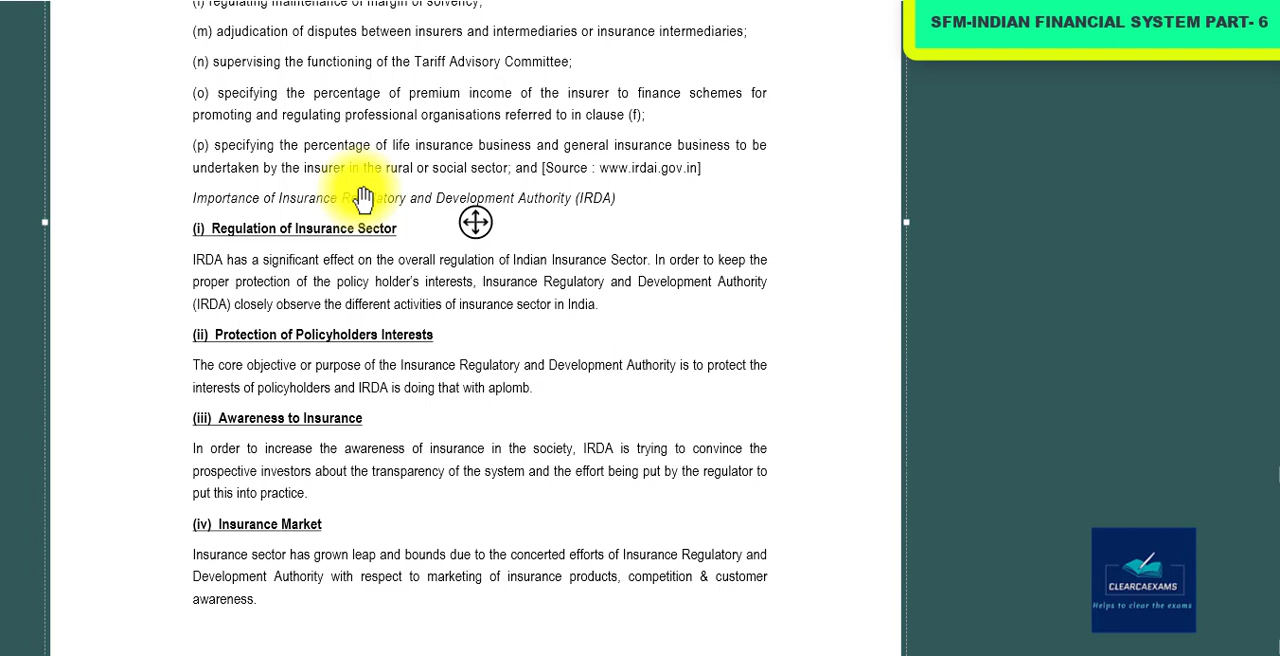 (l) regulating maintenance of margin of solvency;
SFM-INDIAN FINANCIAL SYSTEM PART- 6
(m) adjudication of disputes between insurers and intermediaries or insurance intermediaries;
(n) supervising the functioning of the Tariff Advisory Committee;
(o) specifying the percentage of premium income of the insurer to finance schemes for
promoting and regulating professional organisations referred to in clause (f);
(p) specifying the percentage of life insurance business and general insurance business to be
undertaken by the insurer in the rural or social sector; and [Source : www.irdai.gov.in]
Importance of Insurance Regulatory and Development Authority (IRDA)
(i) Regulation of Insurance Sector
IRDA has a significant effect on the overall regulation of Indian Insurance Sector. In order to keep the
proper protection of the policy holder's interests, Insurance Regulatory and Development Authority
(IRDA) closely observe the different activities of insurance sector in India.
(ii) Protection of Policyholders Interests
The core objective or purpose of the Insurance Regulatory and Development Authority is to protect the
interests of policyholders and IRDA is doing that with aplomb.
(iii) Awareness to Insurance
In order to increase the awareness of insurance in the society, IRDA is trying to convince the
prospective investors about the transparency of the system and the effort being put by the regulator to
put this into practice.
(iv) Insurance Market
Insurance sector has grown leap and bounds due to the concerted efforts of Insurance Regulatory and
Development Authority with respect to marketing of insurance products, competition & customer
awareness.
CLEARCAEXAMS
Helps to clear the exams